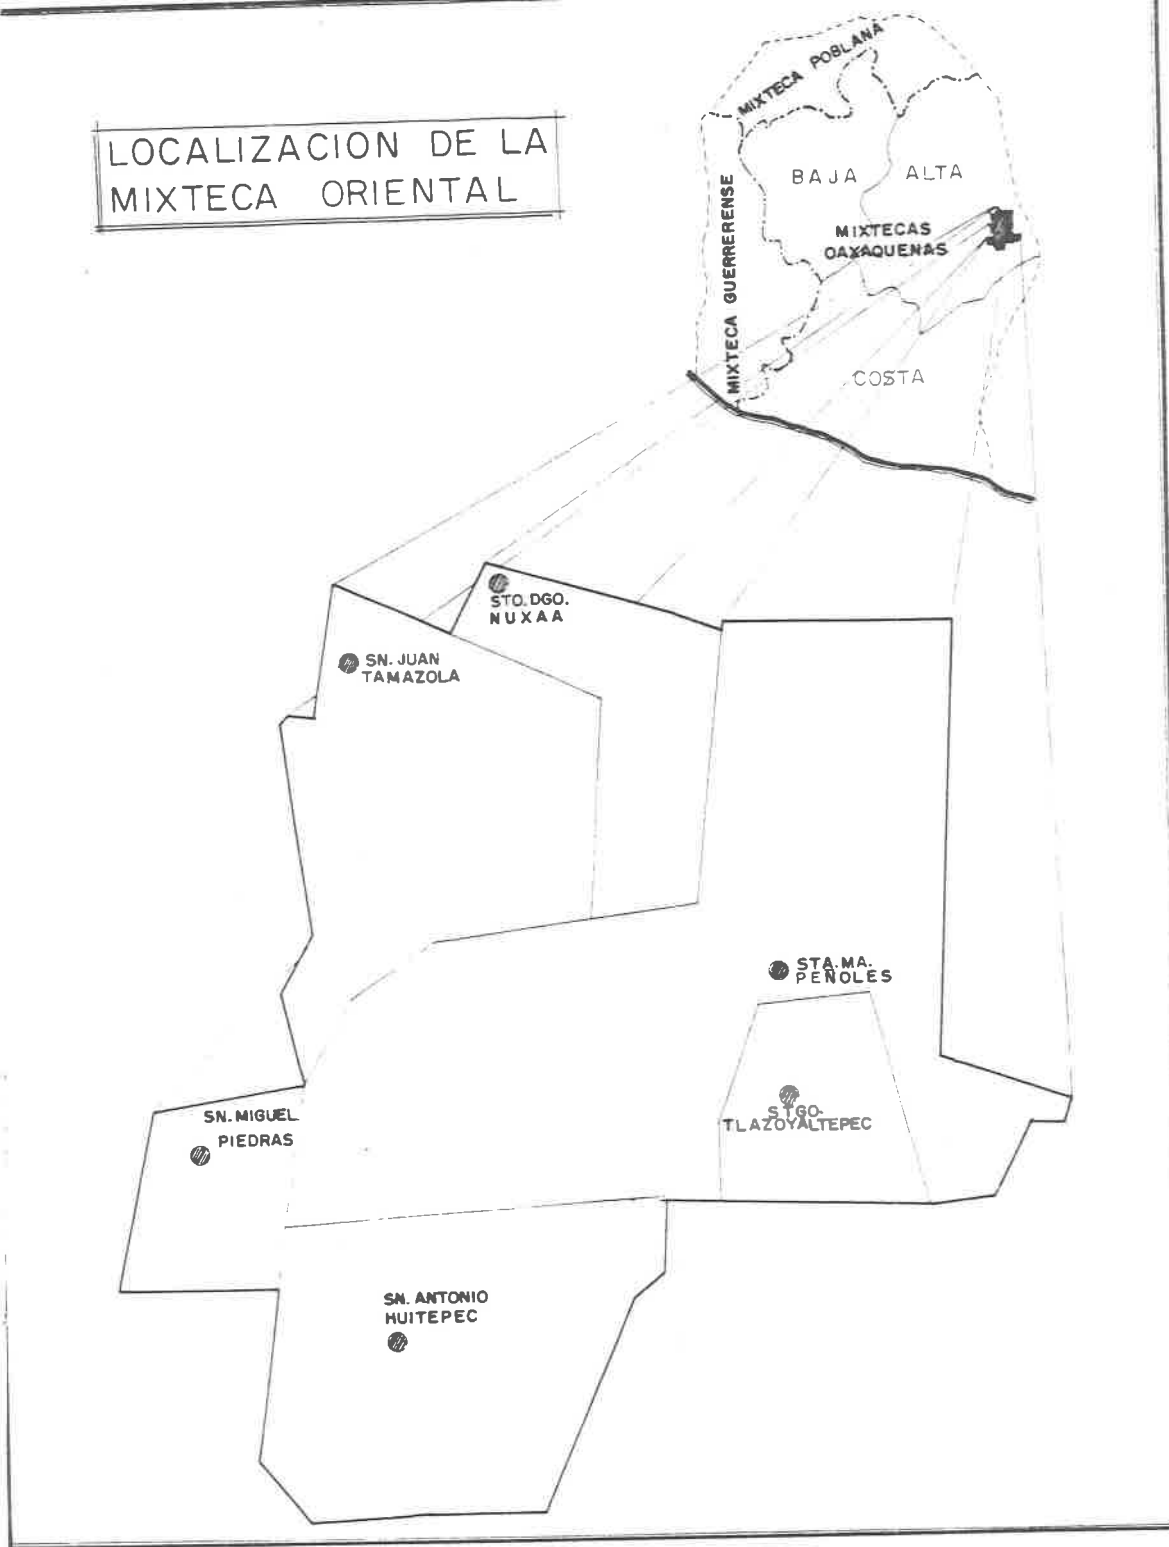 LOCALIZACION DE LA
MIXTECA ORIENTAL
MIXTECA POBLANA
MIXTECA GUERRERENSE
BAJA
ALTA
MIXTECAS
OAXAQUENAS
COSTA
STO. DGO.
NUXAA
SN. JUAN
TAMAZOLA
STA. MA.
PEÑOLES
STGO.
TLAZOYALTEPEC
SN. MIGUEL
PIEDRAS
SN. ANTONIO
HUITEPEC